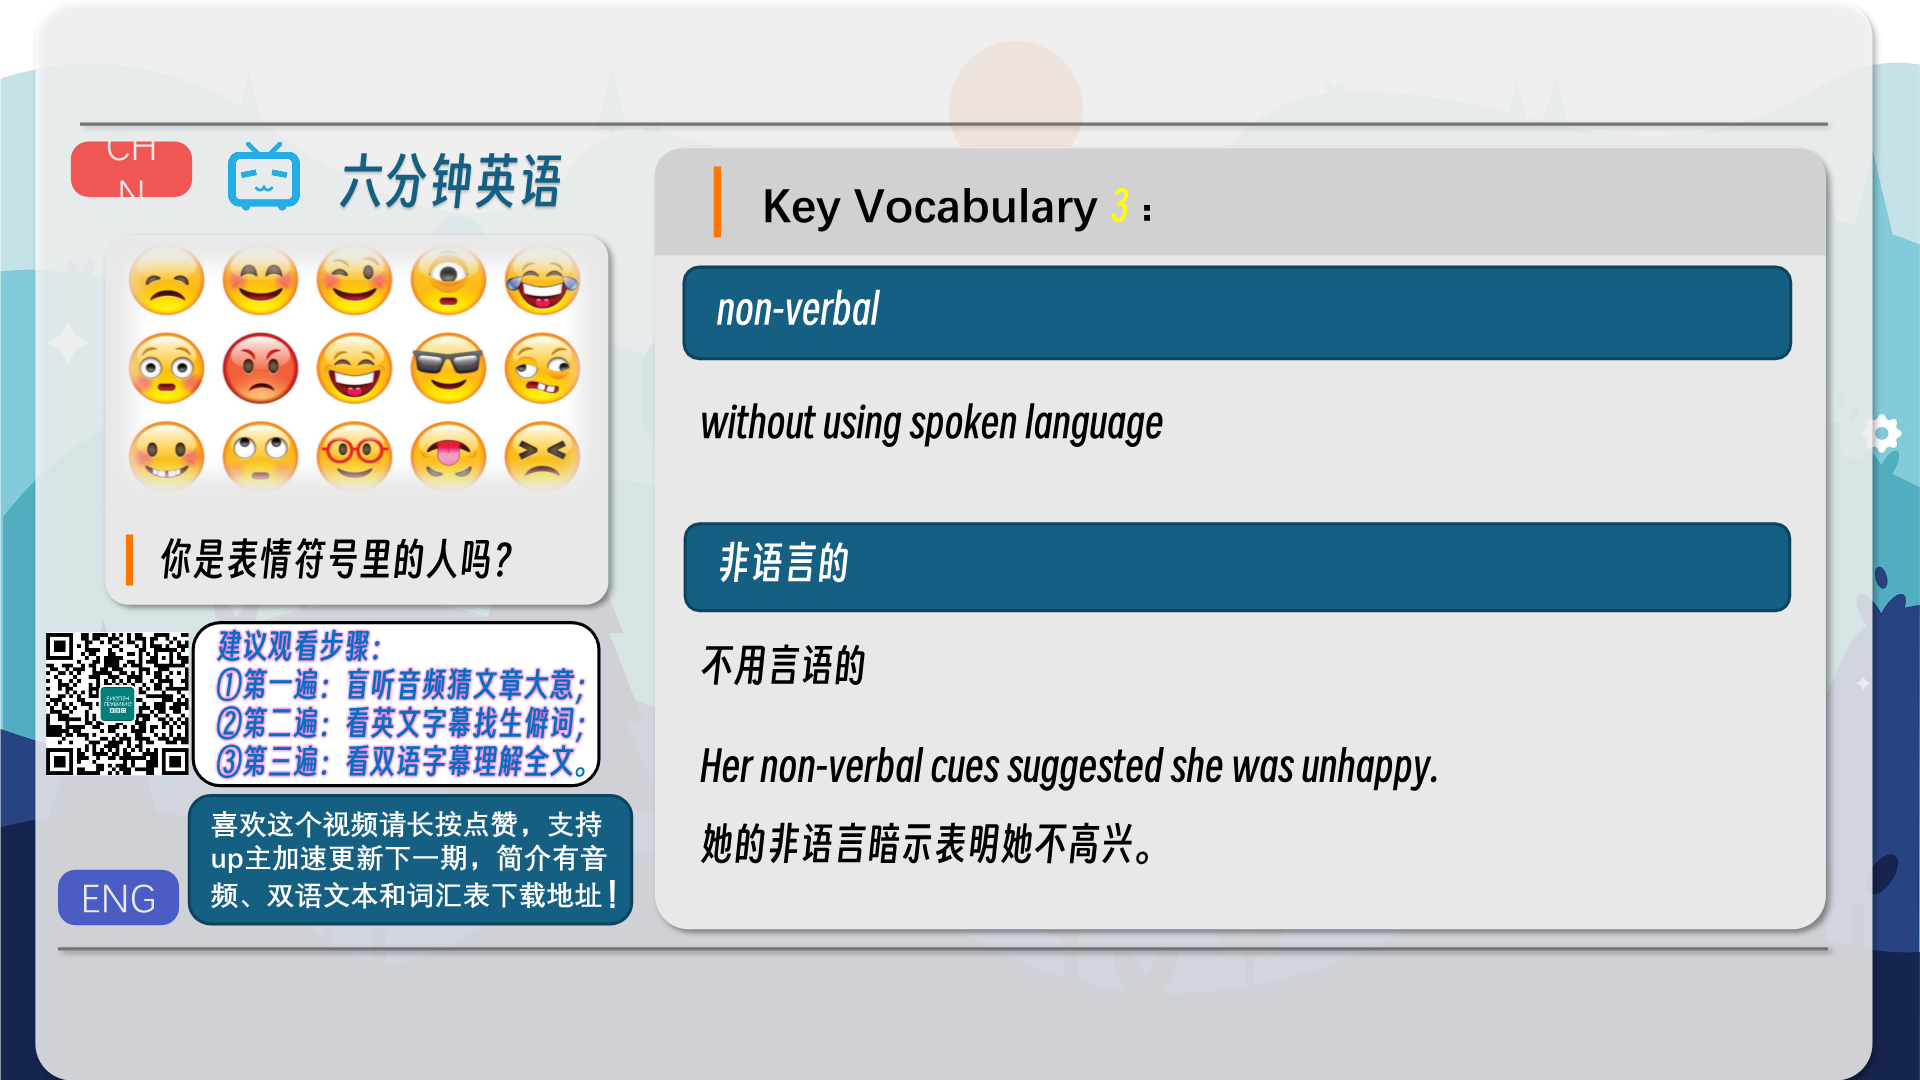 CHN
六分钟英语
你是表情符号里的人吗?
建议观看步骤:
①第一遍: 盲听音频猜文章大意;
②第二遍: 看英文字幕找生僻词;
③第三遍: 看双语字幕理解全文。
喜欢这个视频请长按点赞，支持
up主加速更新下一期，简介有音
频、双语文本和词汇表下载地址！
ENG
Key Vocabulary 3：
non-verbal
without using spoken language
非语言的
不用言语的
Her non-verbal cues suggested she was unhappy.
她的非语言暗示表明她不高兴。